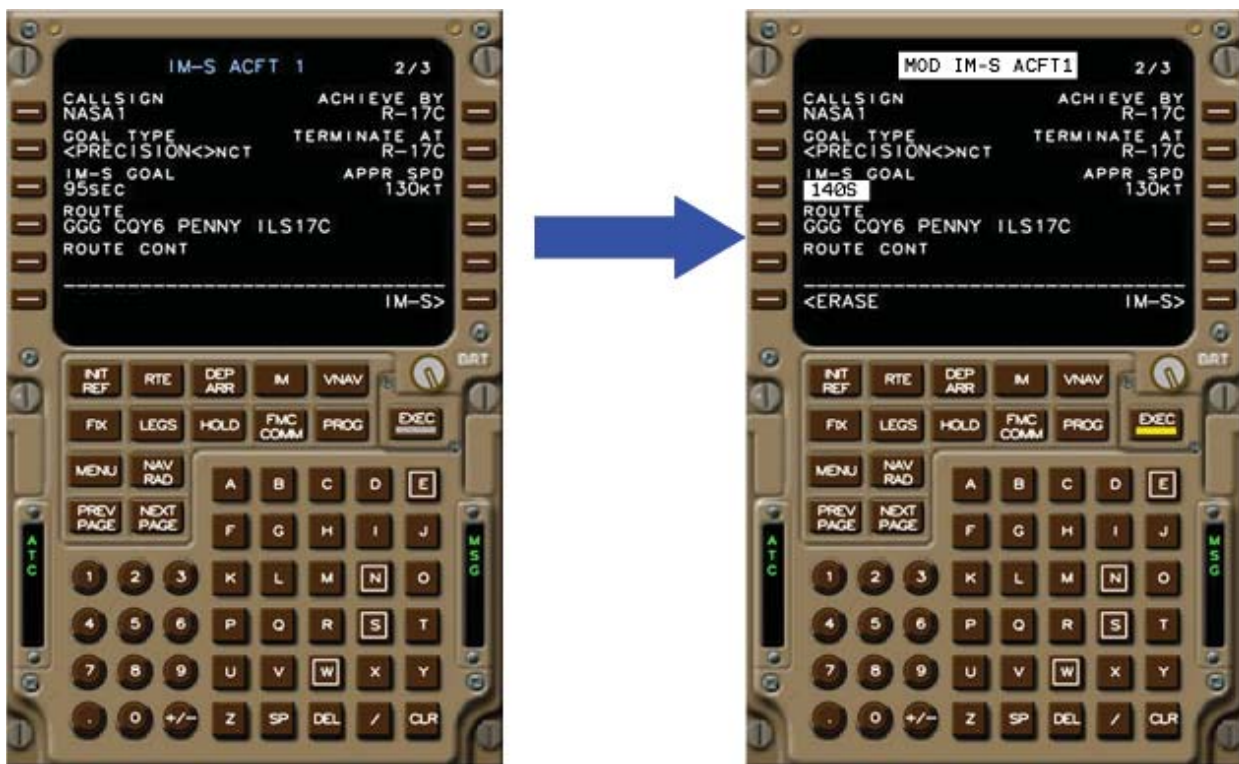 IM-S ACFT 1 2/3
CALLSIGN ACHIEVE BY
NASA1 R-17C
GOAL TYPE TERMINATE AT
<PRECISION<>NCT R-17C
IM-S GOAL APPR SPD
95SEC 130KT
ROUTE
GGG CQY6 PENNY ILS17C
ROUTE CONT
IM-S>
BRT
INIT REF RTE DEP ARR IM VNAV
FIX LEGS HOLD FMC COMM PROG EXEC
MENU NAV RAD
PREV PAGE NEXT PAGE
A B C D E
F G H I J
K L M N O
P Q R S T
U V W X Y
Z SP DEL / CLR
1 2 3
4 5 6
7 8 9
. 0 +/-
ATC
MSG
MOD IM-S ACFT1 2/3
CALLSIGN ACHIEVE BY
NASA1 R-17C
GOAL TYPE TERMINATE AT
<PRECISION<>NCT R-17C
IM-S GOAL APPR SPD
140S 130KT
ROUTE
GGG CQY6 PENNY ILS17C
ROUTE CONT
<ERASE IM-S>
BRT
INIT REF RTE DEP ARR IM VNAV
FIX LEGS HOLD FMC COMM PROG EXEC
MENU NAV RAD
PREV PAGE NEXT PAGE
A B C D E
F G H I J
K L M N O
P Q R S T
U V W X Y
Z SP DEL / CLR
1 2 3
4 5 6
7 8 9
. 0 +/-
ATC
MSG